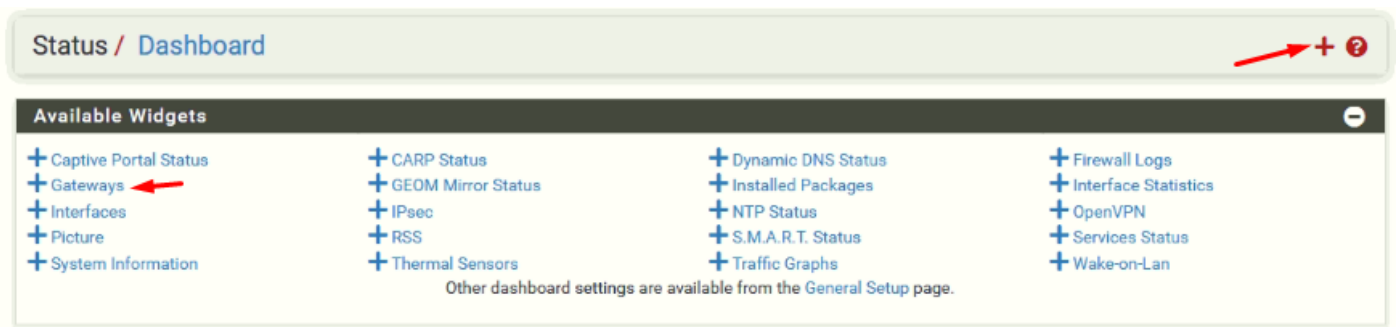 Status / Dashboard
Available Widgets
Captive Portal Status CARP Status Dynamic DNS Status Firewall Logs
Gateways GEOM Mirror Status Installed Packages Interface Statistics
Interfaces IPsec NTP Status OpenVPN
Picture RSS S.M.A.R.T. Status Services Status
System Information Thermal Sensors Traffic Graphs Wake-on-Lan
Other dashboard settings are available from the General Setup page.